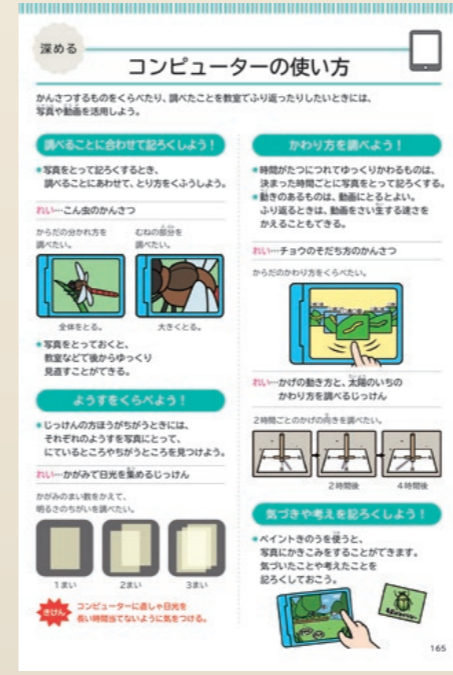 深める
コンピューターの使い方
かんさつするものをくらべたり、調べたことを教室でふり返ったりしたいときには、
写真や動画を活用しよう。
調べることに合わせて記ろくしよう！
写真をとって記ろくするとき、
調べることにあわせて、とり方をくふうしよう。
れい…こん虫のかんさつ
からだの分かれ方を
調べたい。
むねの部分を
調べたい。
全体をとる。
大きくとる。
写真をとっておくと、
教室などで後からゆっくり
見直すことができる。
ようすをくらべよう！
じっけんの方ほうがちがうときには、
それぞれのようすを写真にとって、
にているところやちがうところを見つけよう。
れい…かがみで日光を集めるじっけん
かがみのまい数をかえて、
明るさのちがいを調べたい。
1まい
2まい
3まい
きけん
コンピューターに直しゃ日光を
長い時間当てないように気をつける。
かわり方を調べよう！
時間がたつにつれてゆっくりかわるものは、
決まった時間ごとに写真をとって記ろくする。
動きのあるものは、動画にとるとよい。
ふり返るときは、動画をさい生する速さを
かえることもできる。
れい…チョウのそだち方のかんさつ
からだのかわり方をくらべたい。
れい…かげの動き方と、太陽のいちの
かわり方を調べるじっけん
2時間ごとのかげの向きを調べたい。
2時間後
4時間後
気づきや考えを記ろくしよう！
ペイントきのうを使うと、
写真にかきこみをすることができます。
気づいたことや考えたことを
記ろくしておこう。
165